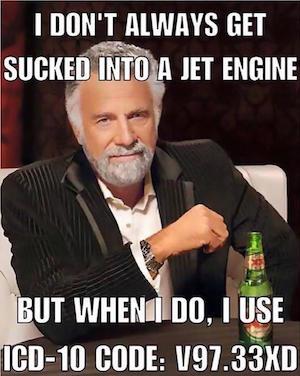 I DON'T ALWAYS GET
SUCKED INTO A JET ENGINE
BUT WHEN I DO, I USE
ICD-10 CODE: V97.33XD